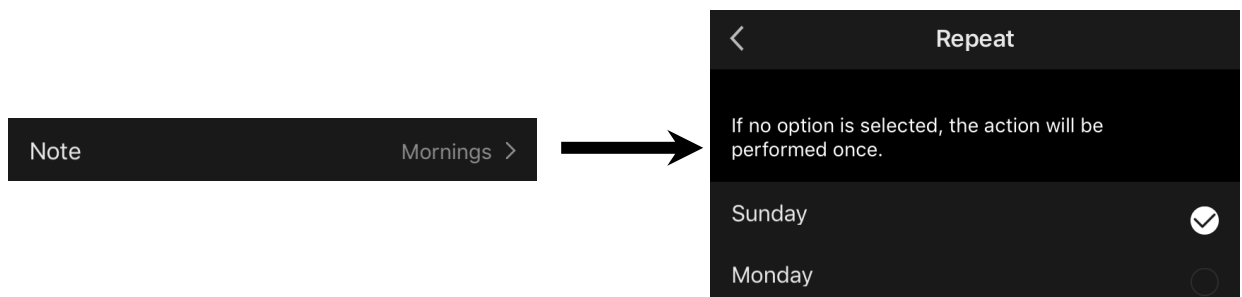 Note Mornings
Repeat
If no option is selected, the action will be
performed once.
Sunday
Monday